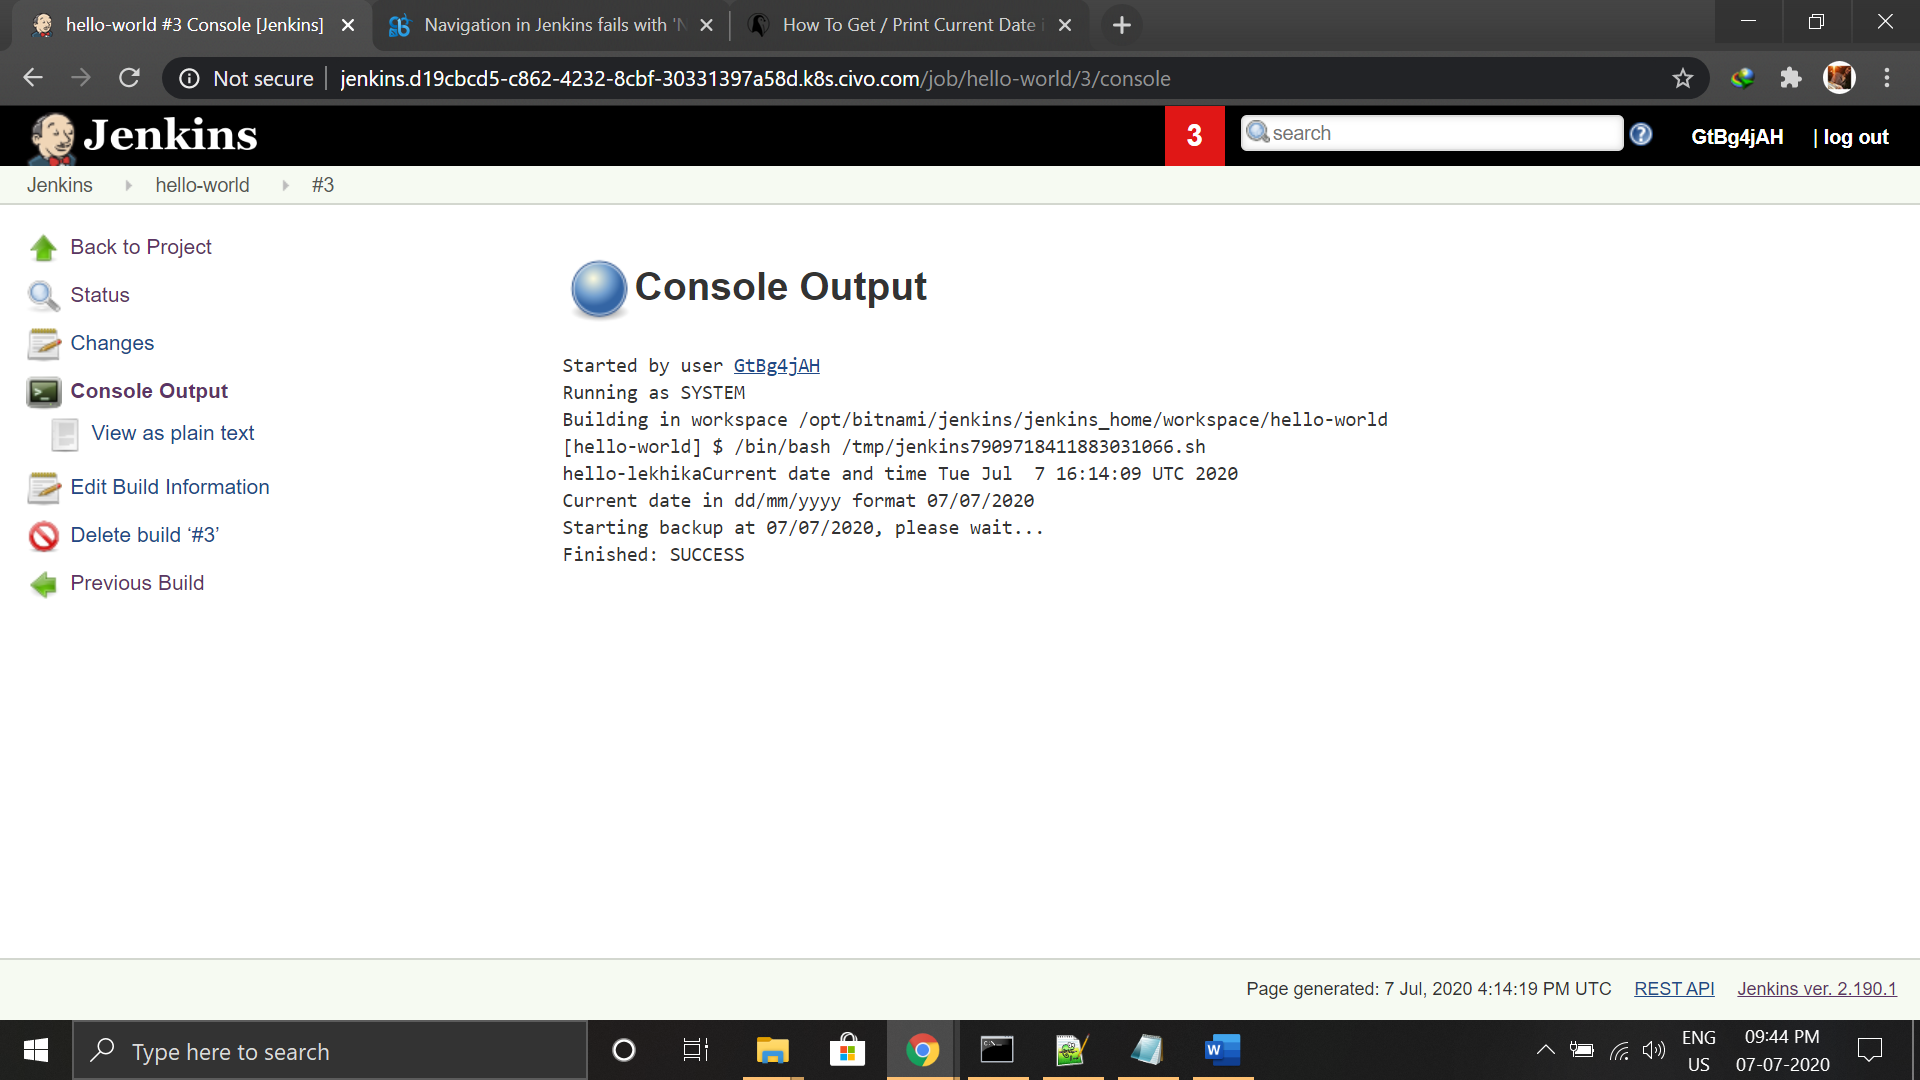 hello-world #3 Console [Jenkins]
Navigation in Jenkins fails with 'N
How To Get / Print Current Date i
Not secure | jenkins.d19cbcd5-c862-4232-8cbf-30331397a58d.k8s.civo.com/job/hello-world/3/console
Jenkins
3
search
GtBg4jAH
| log out
Jenkins
hello-world
#3
Back to Project
Status
Changes
Console Output
View as plain text
Edit Build Information
Delete build ‘#3’
Previous Build
Console Output
Started by user GtBg4jAH
Running as SYSTEM
Building in workspace /opt/bitnami/jenkins/jenkins_home/workspace/hello-world
[hello-world] $ /bin/bash /tmp/jenkins7909718411883031066.sh
hello-lekhikaCurrent date and time Tue Jul  7 16:14:09 UTC 2020
Current date in dd/mm/yyyy format 07/07/2020
Starting backup at 07/07/2020, please wait...
Finished: SUCCESS
Page generated: 7 Jul, 2020 4:14:19 PM UTC
REST API
Jenkins ver. 2.190.1
Type here to search
ENG
US
09:44 PM
07-07-2020